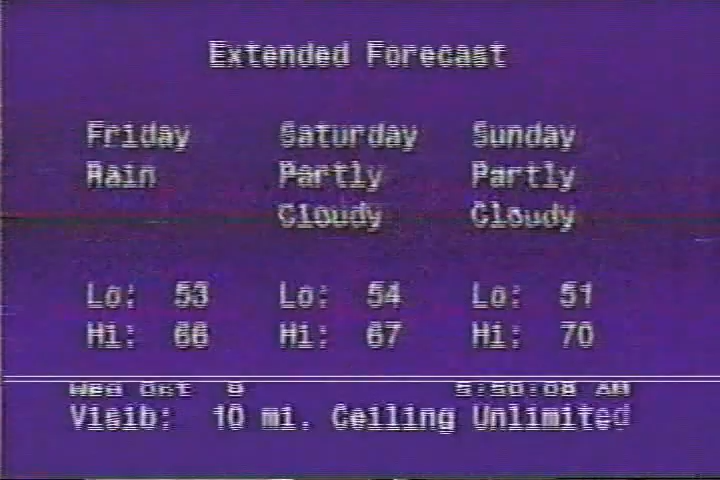 Extended Forecast
Friday Saturday Sunday
Rain Partly Partly
Cloudy Cloudy
Lo: 53 Lo: 54 Lo: 51
Hi: 66 Hi: 67 Hi: 70
Wed Oct 9 5:50:08 AM
Visib: 10 mi. Ceiling Unlimited